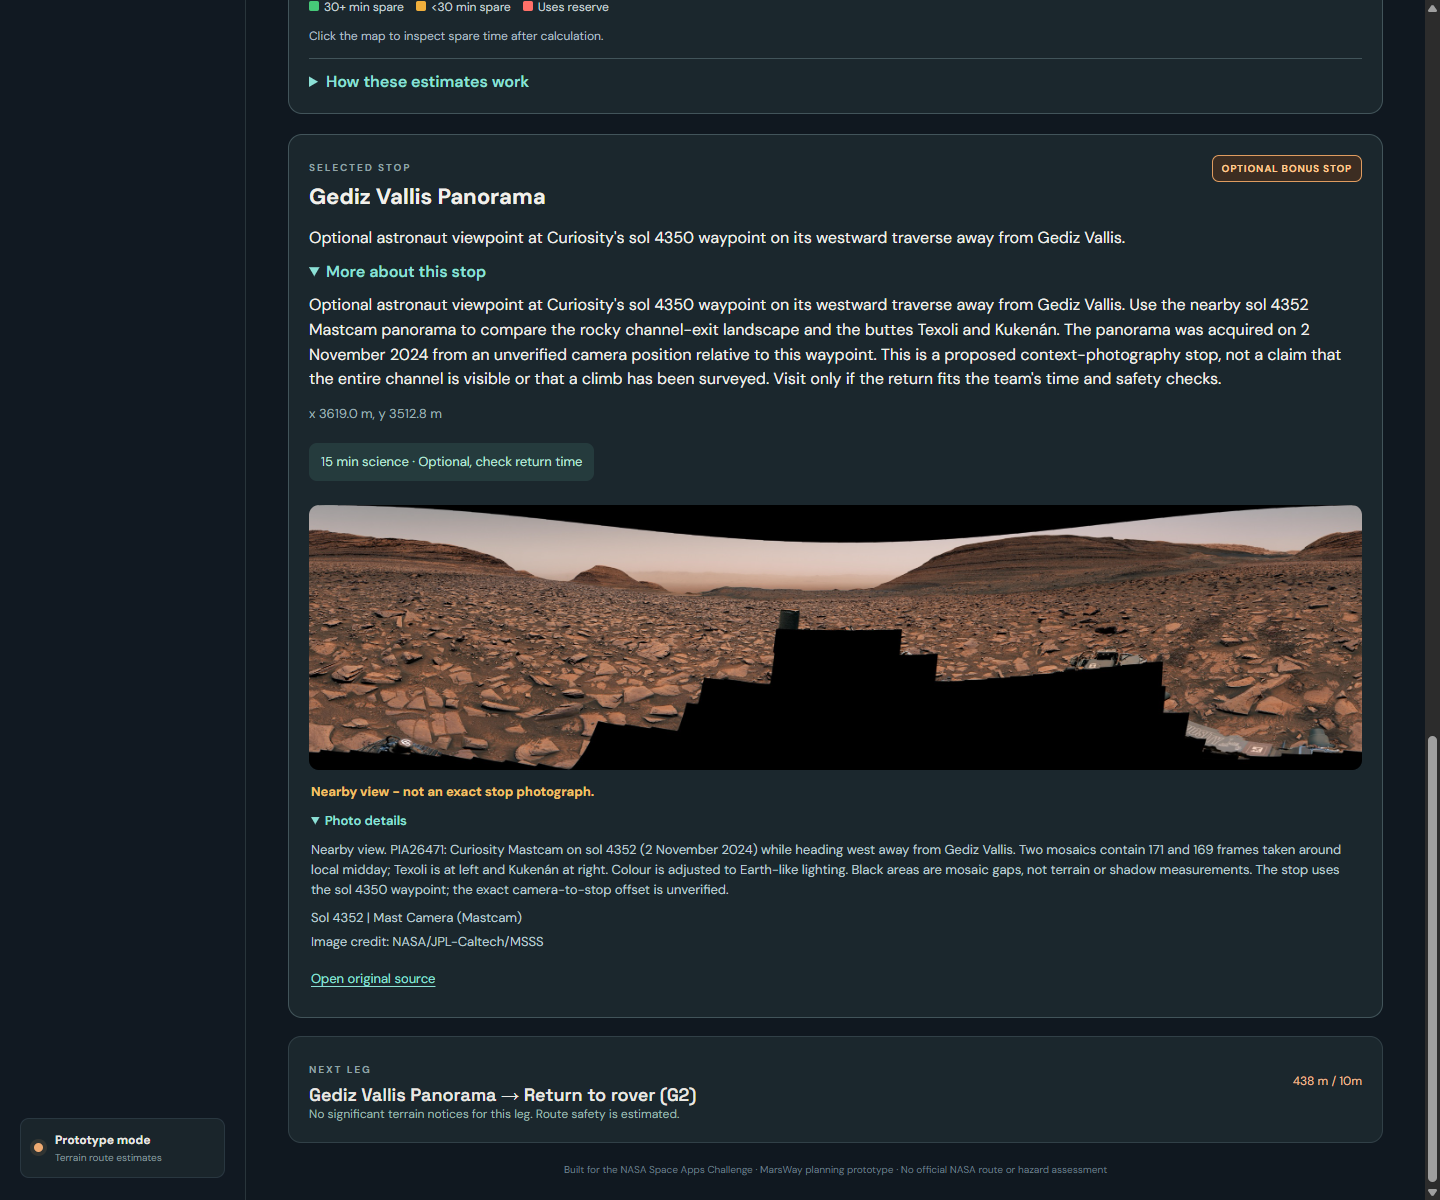 30+ min spare <30 min spare Uses reserve
Click the map to inspect spare time after calculation.
How these estimates work
SELECTED STOP
OPTIONAL BONUS STOP
Gediz Vallis Panorama
Optional astronaut viewpoint at Curiosity's sol 4350 waypoint on its westward traverse away from Gediz Vallis.
More about this stop
Optional astronaut viewpoint at Curiosity's sol 4350 waypoint on its westward traverse away from Gediz Vallis. Use the nearby sol 4352
Mastcam panorama to compare the rocky channel-exit landscape and the buttes Texoli and Kukenán. The panorama was acquired on 2
November 2024 from an unverified camera position relative to this waypoint. This is a proposed context-photography stop, not a claim that
the entire channel is visible or that a climb has been surveyed. Visit only if the return fits the team's time and safety checks.
x 3619.0 m, y 3512.8 m
15 min science · Optional, check return time
Nearby view - not an exact stop photograph.
Photo details
Nearby view. PIA26471: Curiosity Mastcam on sol 4352 (2 November 2024) while heading west away from Gediz Vallis. Two mosaics contain 171 and 169 frames taken around
local midday; Texoli is at left and Kukenán at right. Colour is adjusted to Earth-like lighting. Black areas are mosaic gaps, not terrain or shadow measurements. The stop uses
the sol 4350 waypoint; the exact camera-to-stop offset is unverified.
Sol 4352 | Mast Camera (Mastcam)
Image credit: NASA/JPL-Caltech/MSSS
Open original source
NEXT LEG
Gediz Vallis Panorama → Return to rover (G2)
438 m / 10m
No significant terrain notices for this leg. Route safety is estimated.
Prototype mode
Terrain route estimates
Built for the NASA Space Apps Challenge · MarsWay planning prototype · No official NASA route or hazard assessment